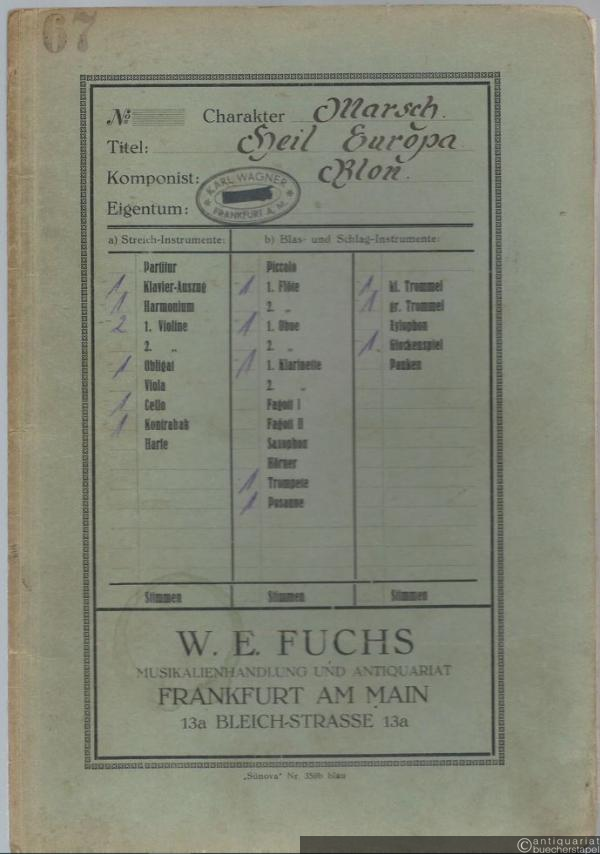 67
№ Charakter Marsch.
Titel: Heil Europa
Komponist: Blon.
Eigentum: KARL WAGNER FRANKFURT A. M.
a) Streich-Instrumente: b) Blas- und Schlag-Instrumente:
Partitur
1 Klavier-Auszug
1 Harmonium
2 1. Violine
2. „
1 Obligat
Viola
1 Cello
1 Kontrabaß
Harfe
Stimmen
Piccolo
1 1. Flöte
2. „
1 1. Oboe
2. „
1 1. Klarinette
2. „
Fagott I
Fagott II
Saxophon
Hörner
1 Trompete
1 Posaune
Stimmen
1 kl. Trommel
1 gr. Trommel
Xylophon
1 Glockenspiel
Pauken
Stimmen
W. E. FUCHS
MUSIKALIENHANDLUNG UND ANTIQUARIAT
FRANKFURT AM MAIN
13a BLEICH-STRASSE 13a
„Sünova“ Nr. 359b blau
©antiquariat
buecherstapel